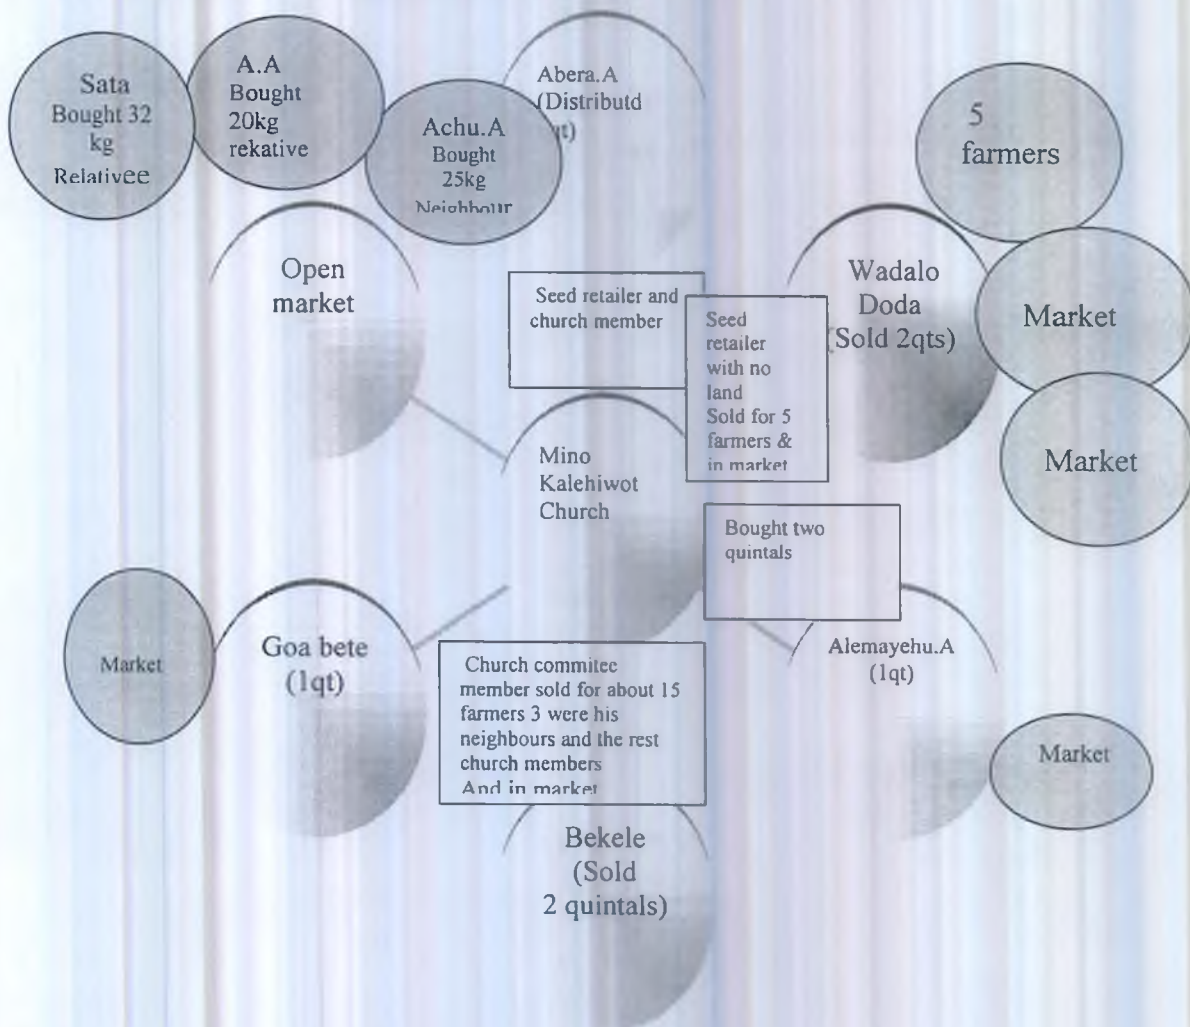 Sata
Bought 32
kg
Relativee
A.A
Bought
20kg
rekative
Achu.A
Bought
25kg
Neighbour
Abera.A
(Distributd
5
farmers
Open
market
Seed retailer and
church member
Seed
retailer
with no
land
Sold for 5
farmers &
in market
Wadalo
Doda
(Sold 2qts)
Market
Market
Mino
Kalehiwot
Church
Bought two
quintals
Market
Goa bete
(1qt)
Church commitee
member sold for about 15
farmers 3 were his
neighbours and the rest
church members
And in market
Alemayehu.A
(1qt)
Market
Bekele
(Sold
2 quintals)